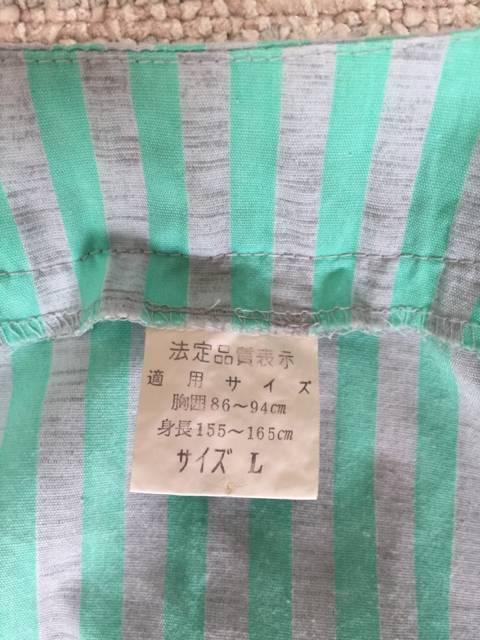 法定品質表示
適用サイズ
胸囲86～94cm
身長155～165cm
サイズ L